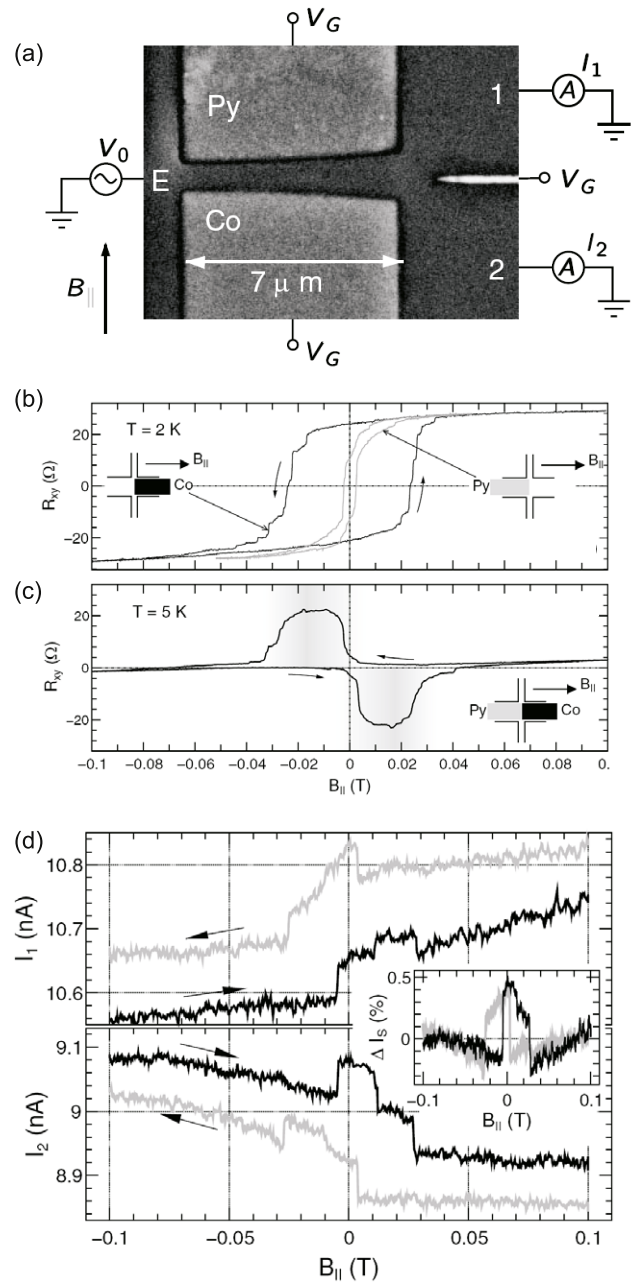 (a)
V_G
Py
1
A
I_1
V_0
E
V_G
Co
2
A
I_2
B_||
7 μ m
V_G
(b)
T = 2 K
20
0
−20
R_xy (Ω)
B_||
Co
Py
B_||
(c)
T = 5 K
20
0
−20
R_xy (Ω)
B_||
Py
Co
−0.1 −0.08 −0.06 −0.04 −0.02 0 0.02 0.04 0.06 0.08 0.
B_|| (T)
(d)
10.8
10.7
10.6
I_1 (nA)
0.5
0
Δ I_S (%)
−0.1 0 0.1
B_|| (T)
9.1
9
8.9
I_2 (nA)
−0.1 −0.05 0 0.05 0.1
B_|| (T)